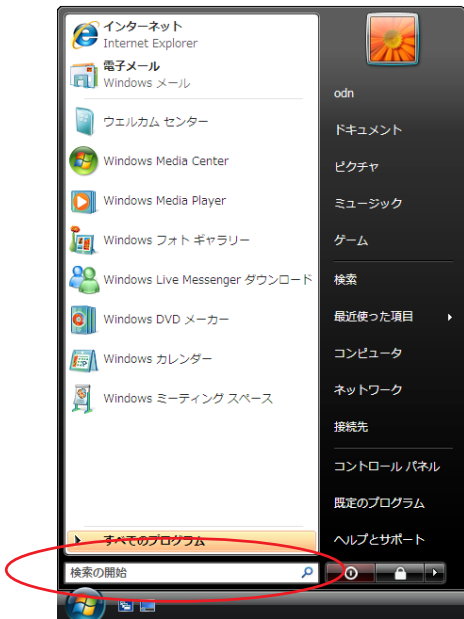 インターネット
Internet Explorer
電子メール
Windows メール
ウェルカム センター
Windows Media Center
Windows Media Player
Windows フォト ギャラリー
Windows Live Messenger ダウンロード
Windows DVD メーカー
Windows カレンダー
Windows ミーティング スペース
すべてのプログラム
検索の開始
odn
ドキュメント
ピクチャ
ミュージック
ゲーム
検索
最近使った項目
コンピュータ
ネットワーク
接続先
コントロール パネル
既定のプログラム
ヘルプとサポート